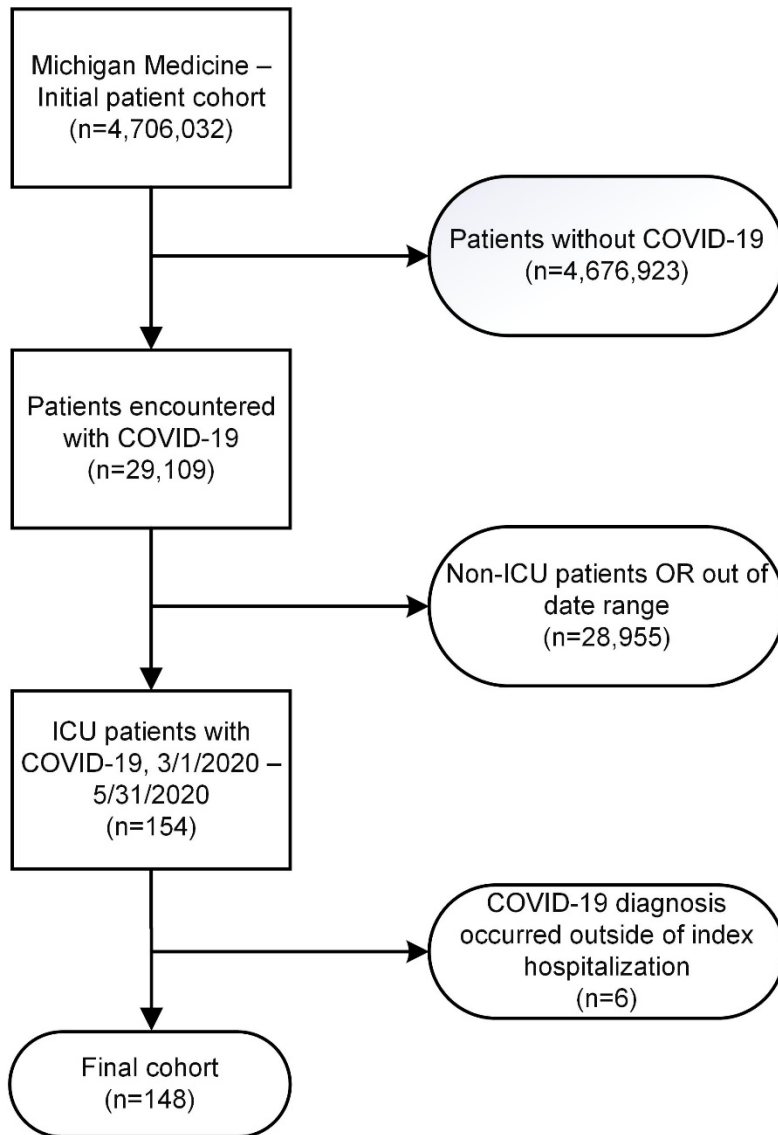 Michigan Medicine –
Initial patient cohort
(n=4,706,032)
Patients without COVID-19
(n=4,676,923)
Patients encountered
with COVID-19
(n=29,109)
Non-ICU patients OR out of
date range
(n=28,955)
ICU patients with
COVID-19, 3/1/2020 –
5/31/2020
(n=154)
COVID-19 diagnosis
occurred outside of index
hospitalization
(n=6)
Final cohort
(n=148)